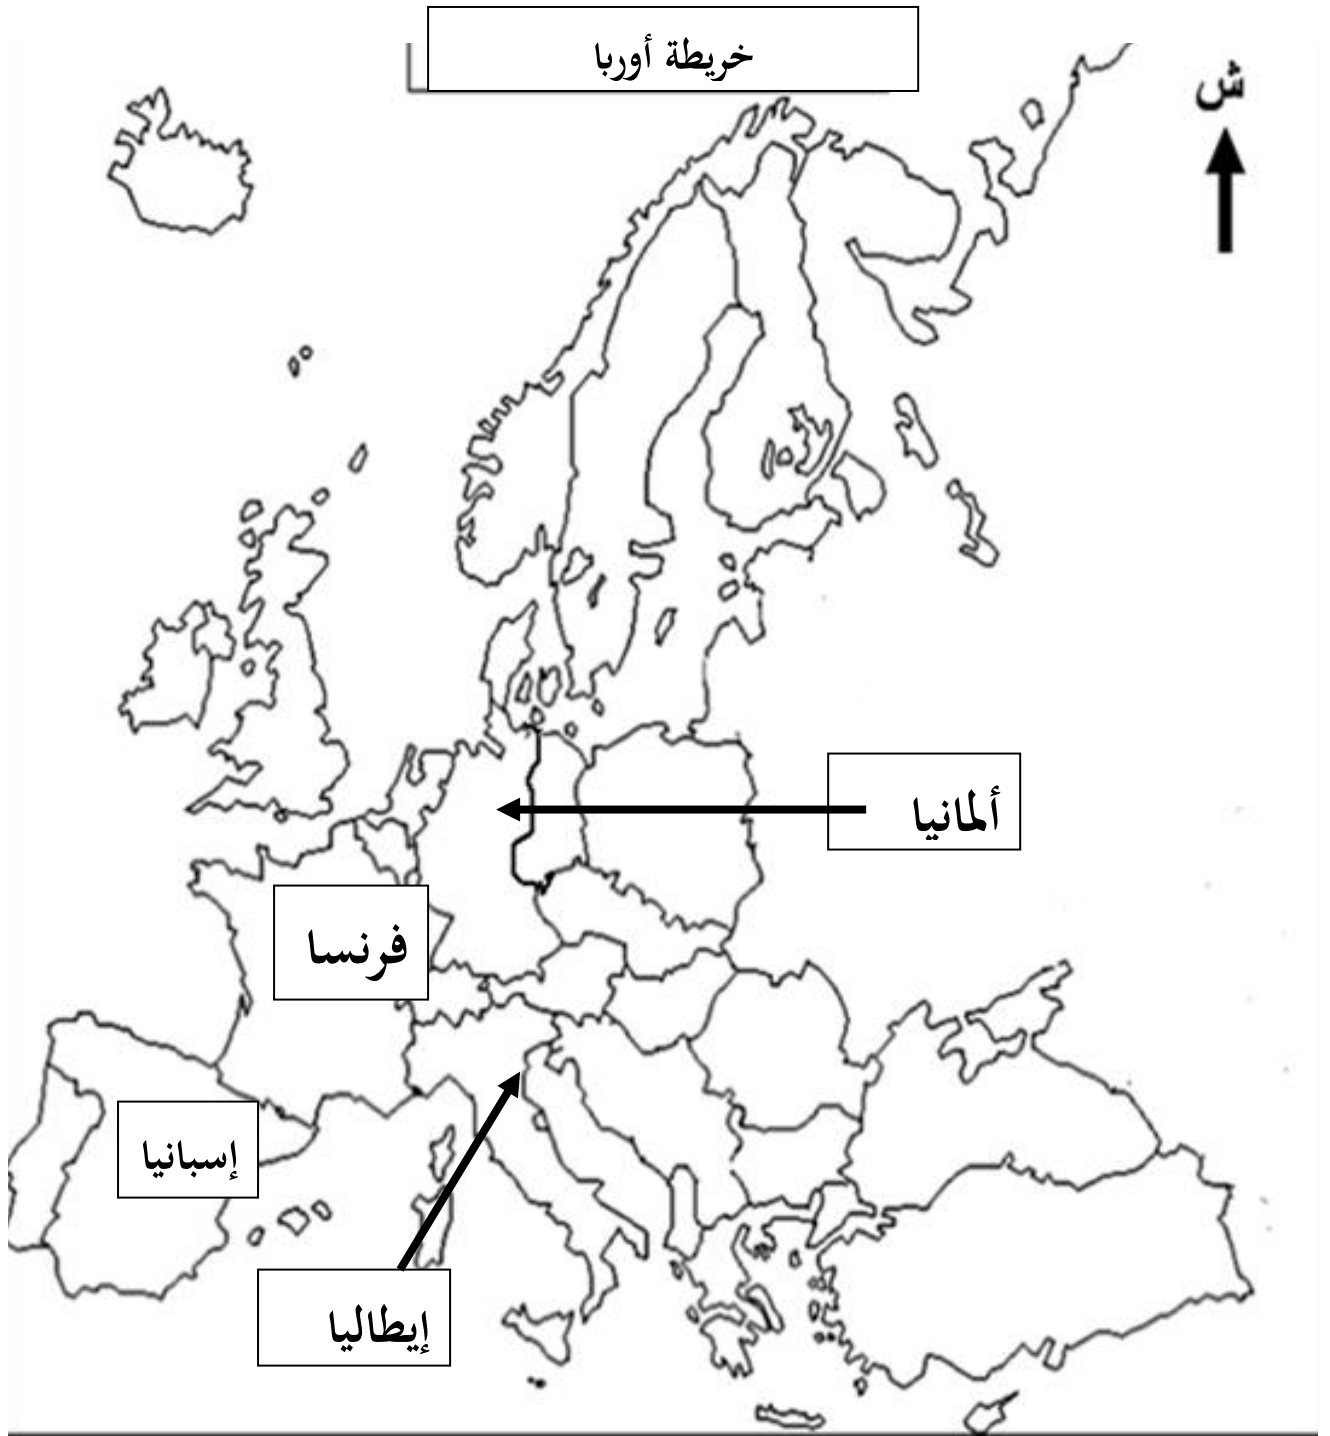 خريطة أوربا
ش
ألمانيا
فرنسا
إسبانيا
إيطاليا